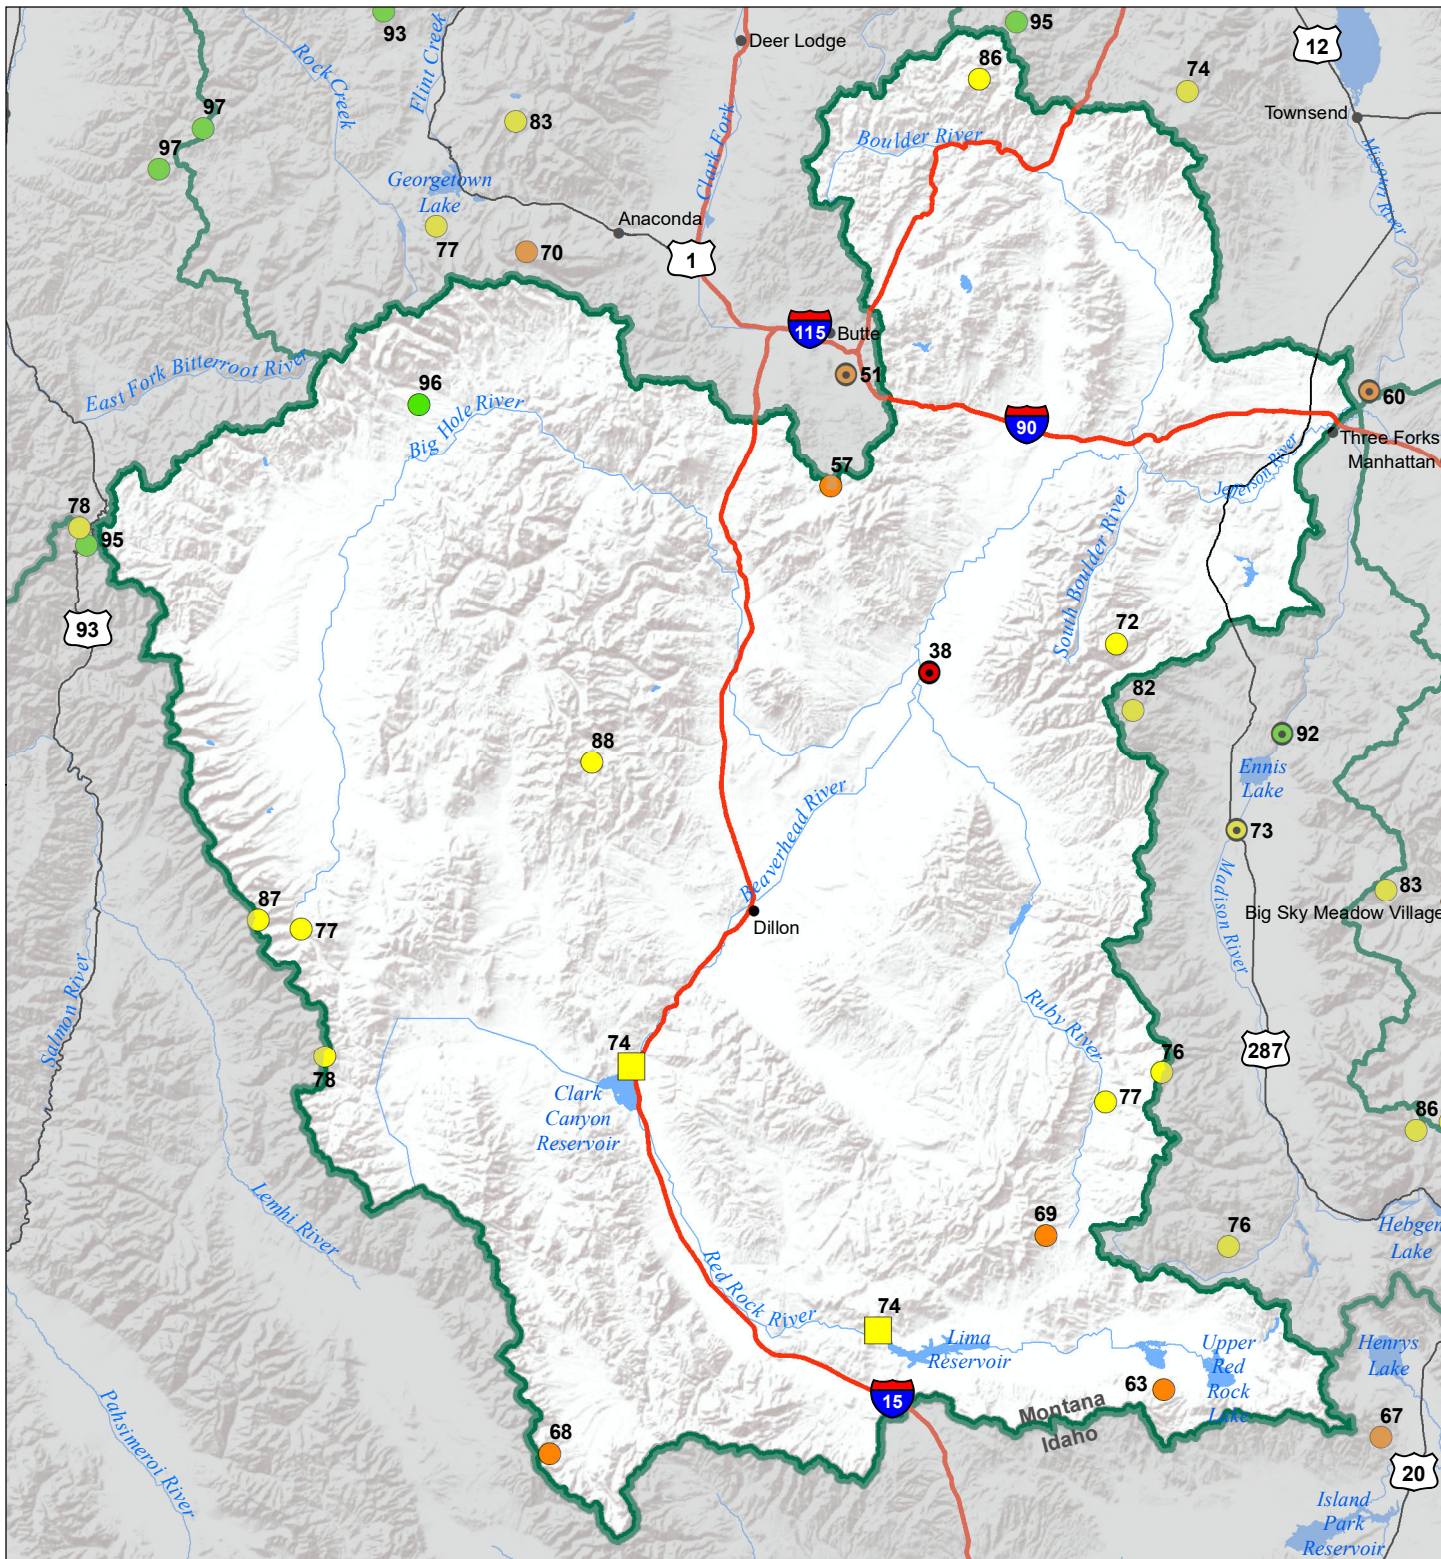 93
Rock Creek
Flint Creek
Deer Lodge
95
12
86
74
Townsend
97
83
Clark Fork
Boulder River
Missouri River
97
Georgetown
Lake
Anaconda
77
70
1
115
Butte
East Fork Bitterroot River
51
96
60
Big Hole River
90
Three Forks
Manhattan
Jefferson River
57
78
95
South Boulder River
93
72
38
82
92
88
Ennis
Lake
Beaverhead River
73
Madison River
83
Big Sky Meadow Village
87
77
Dillon
Salmon River
Ruby River
74
287
76
78
77
Clark
Canyon
Reservoir
86
Lemhi River
69
76
Hebgen
Lake
Red Rock River
74
Lima
Reservoir
Upper
Red
Rock
Lake
Henrys
Lake
63
15
Montana
Idaho
Pahsimeroi River
68
67
20
Island
Park
Reservoir